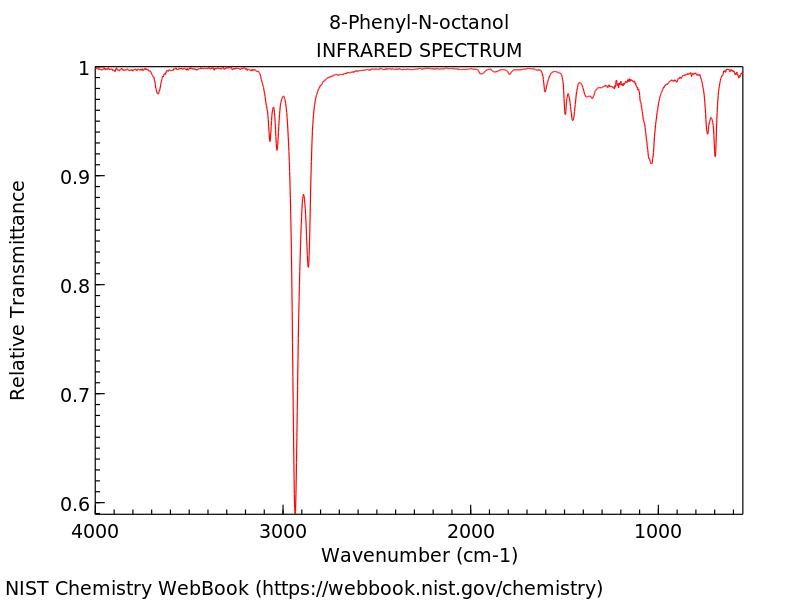 8-Phenyl-N-octanol
INFRARED SPECTRUM
1
0.9
0.8
0.7
0.6
Relative Transmittance
4000 3000 2000 1000
Wavenumber (cm-1)
NIST Chemistry WebBook (https://webbook.nist.gov/chemistry)